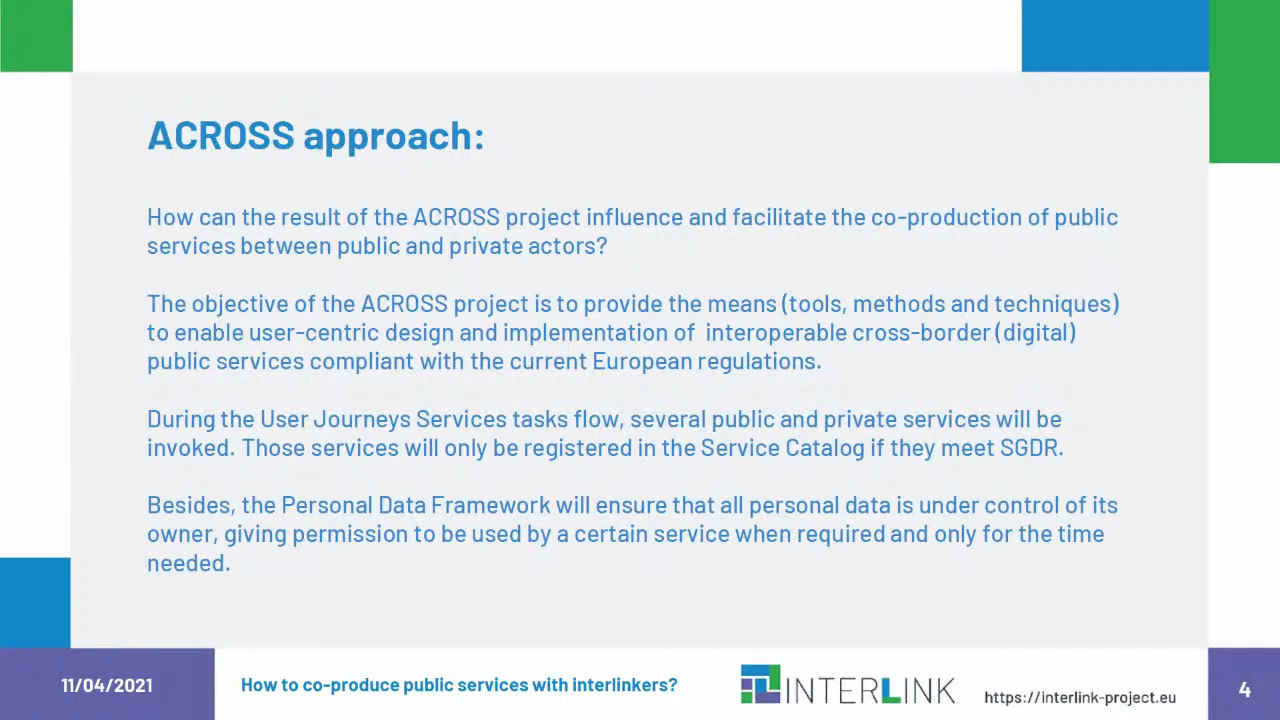 ACROSS approach:
How can the result of the ACROSS project influence and facilitate the co-production of public
services between public and private actors?
The objective of the ACROSS project is to provide the means (tools, methods and techniques)
to enable user-centric design and implementation of  interoperable cross-border (digital)
public services compliant with the current European regulations.
During the User Journeys Services tasks flow, several public and private services will be
invoked. Those services will only be registered in the Service Catalog if they meet SGDR.
Besides, the Personal Data Framework will ensure that all personal data is under control of its
owner, giving permission to be used by a certain service when required and only for the time
needed.
11/04/2021
How to co-produce public services with interlinkers?
INTERLINK
https://interlink-project.eu
4